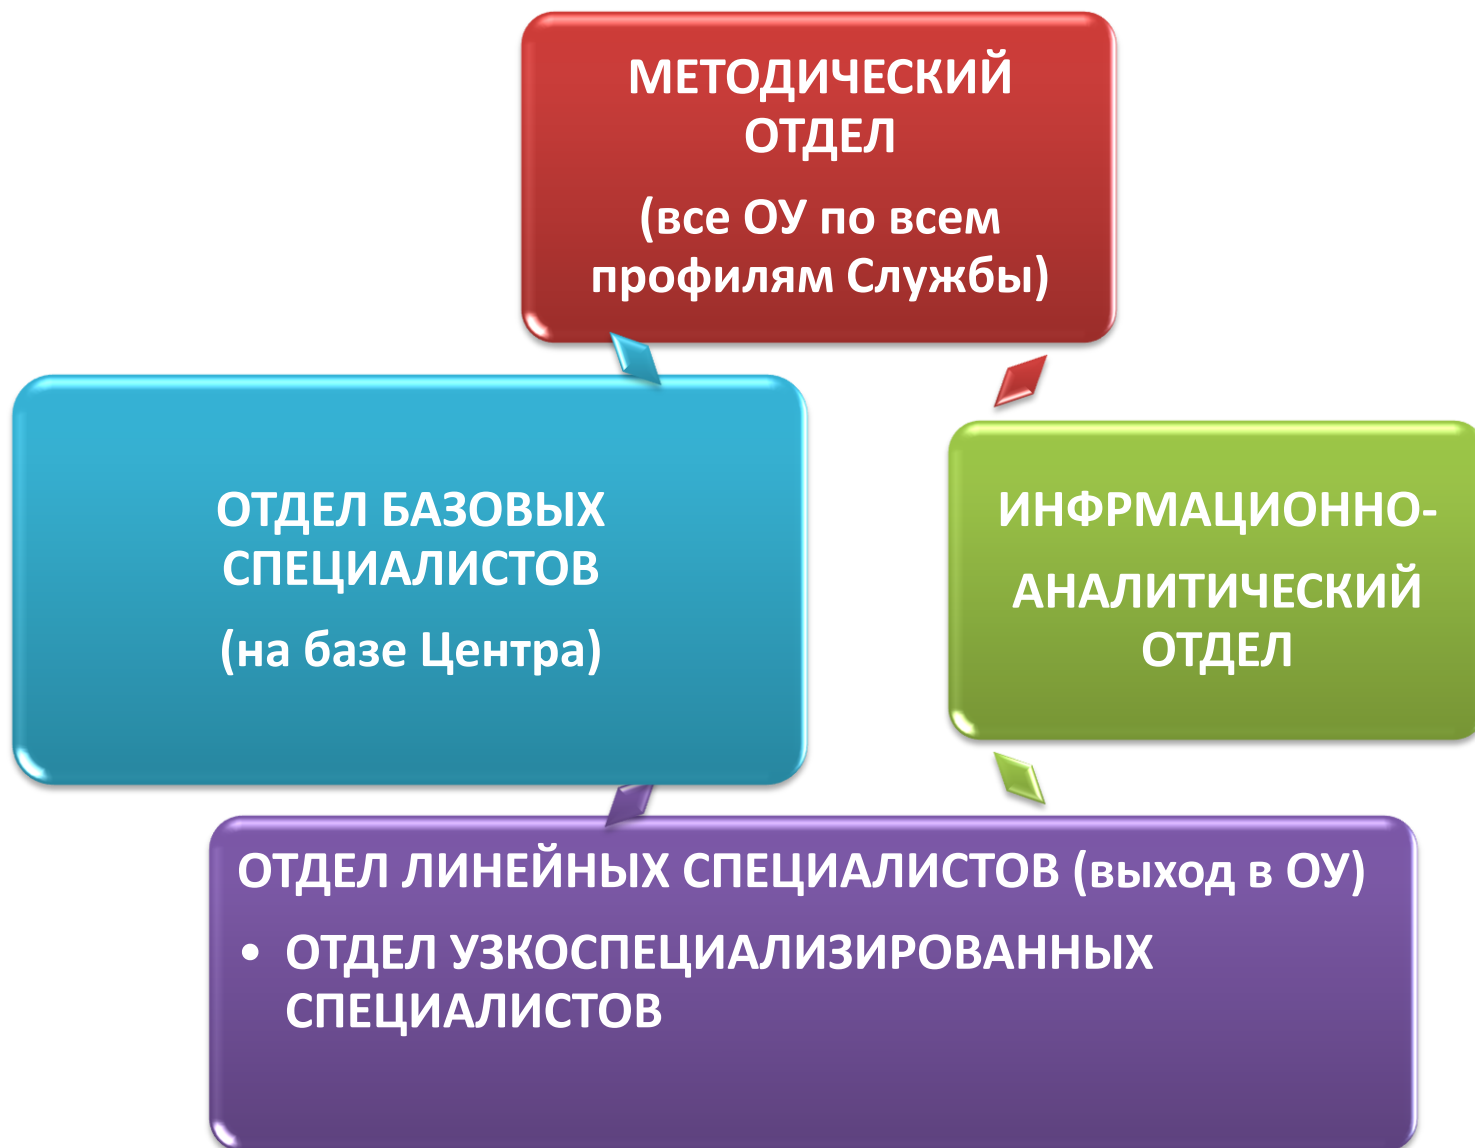 МЕТОДИЧЕСКИЙ
ОТДЕЛ
(все ОУ по всем
профилям Службы)
ОТДЕЛ БАЗОВЫХ
СПЕЦИАЛИСТОВ
(на базе Центра)
ИНФРМАЦИОННО-
АНАЛИТИЧЕСКИЙ
ОТДЕЛ
ОТДЕЛ ЛИНЕЙНЫХ СПЕЦИАЛИСТОВ (выход в ОУ)
• ОТДЕЛ УЗКОСПЕЦИАЛИЗИРОВАННЫХ
СПЕЦИАЛИСТОВ